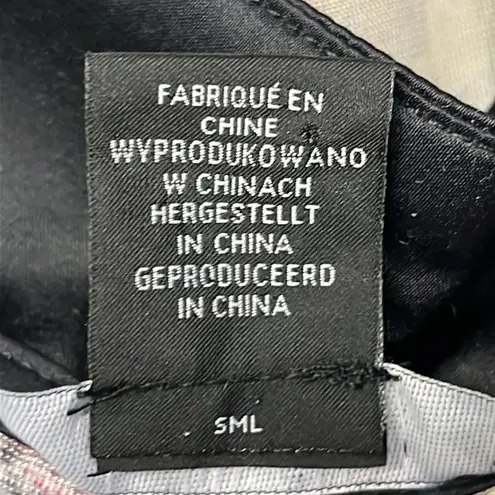 FABRIQUÉ EN
CHINE
WYPRODUKOWANO
W CHINACH
HERGESTELLT
IN CHINA
GEPRODUCEERD
IN CHINA
SML